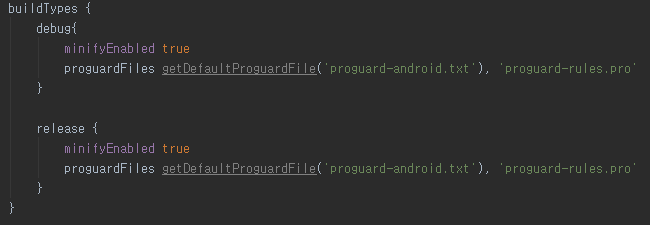 buildTypes {
debug{
minifyEnabled true
proguardFiles getDefaultProguardFile('proguard-android.txt'), 'proguard-rules.pro'
}
release {
minifyEnabled true
proguardFiles getDefaultProguardFile('proguard-android.txt'), 'proguard-rules.pro'
}
}